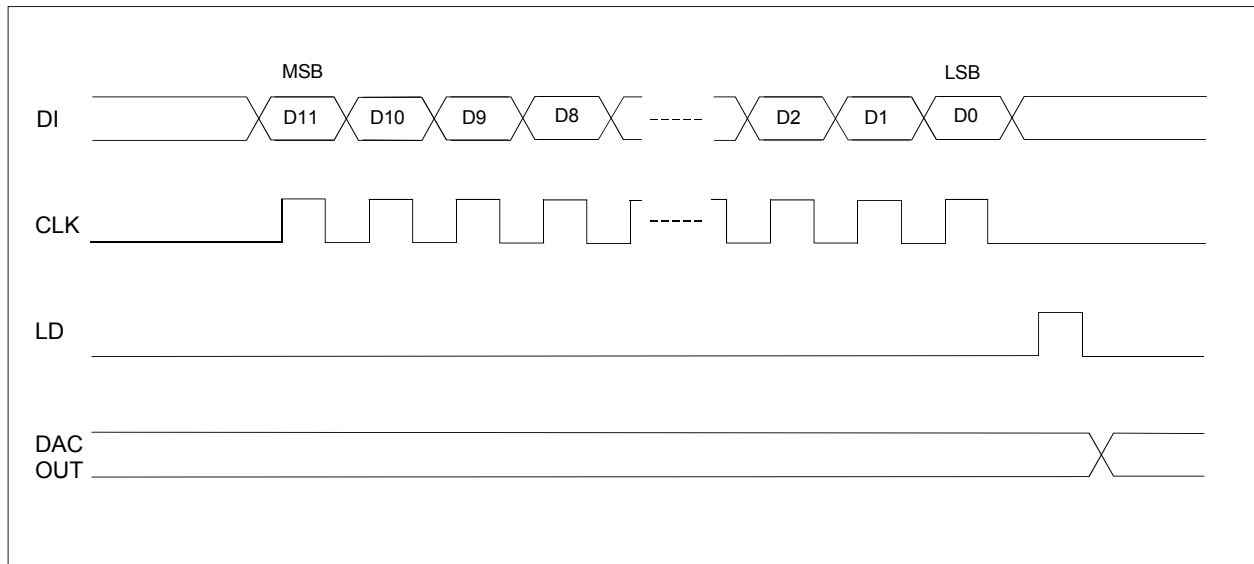 MSB LSB
DI D11 D10 D9 D8 D2 D1 D0
CLK
LD
DAC
OUT